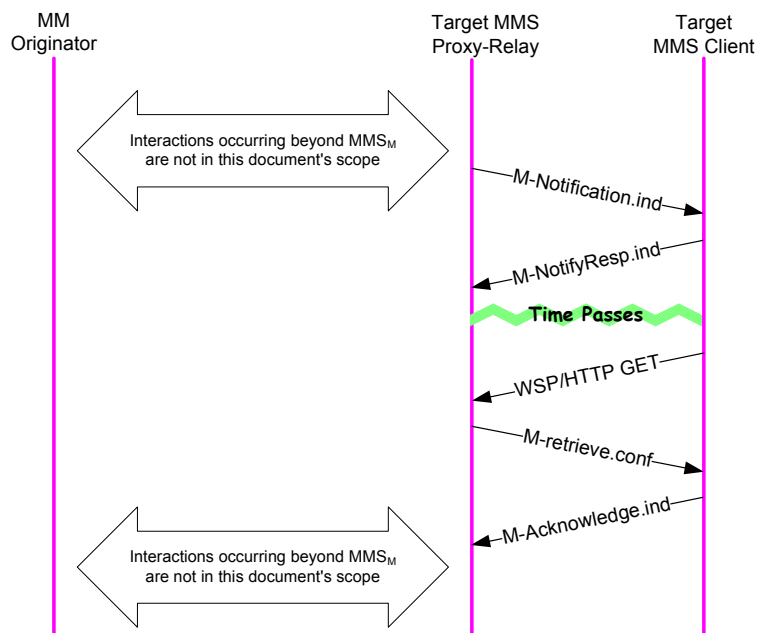 MM
Originator
Target MMS
Proxy-Relay
Target
MMS Client
Interactions occurring beyond MMSM
are not in this document's scope
M-Notification.ind
M-NotifyResp.ind
Time Passes
WSP/HTTP GET
M-retrieve.conf
M-Acknowledge.ind
Interactions occurring beyond MMSM
are not in this document's scope